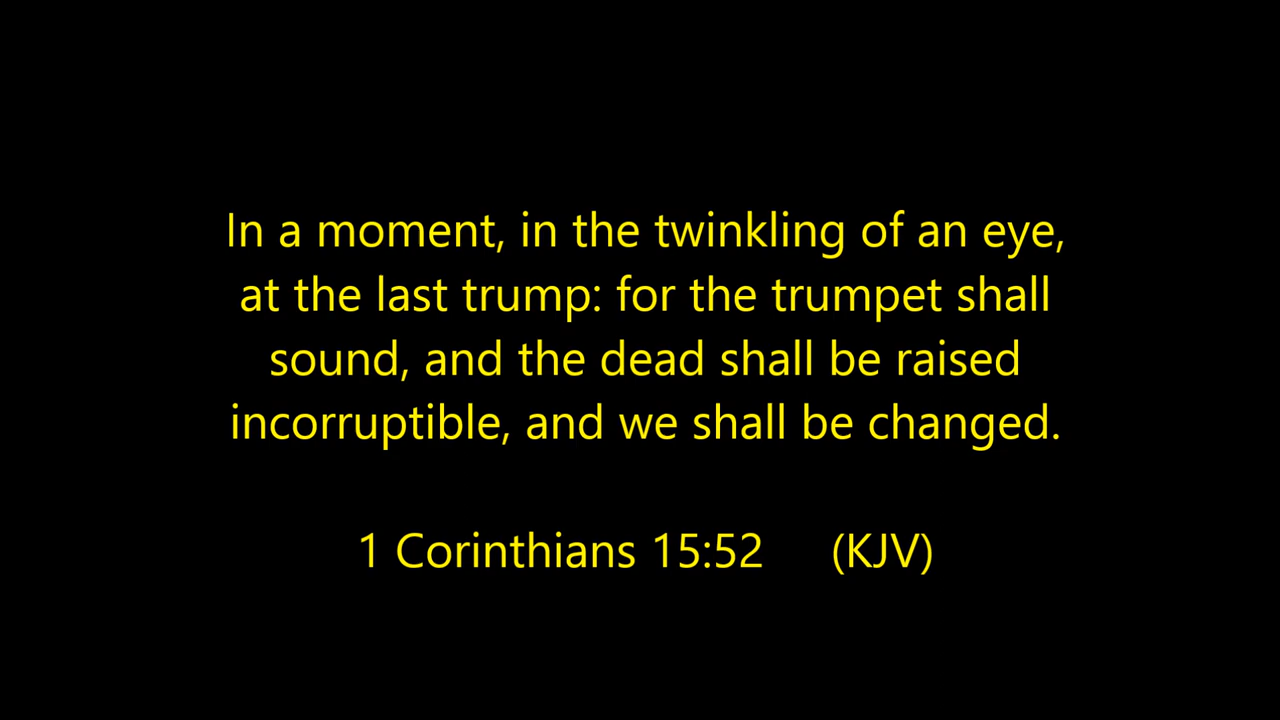 In a moment, in the twinkling of an eye,
at the last trump: for the trumpet shall
sound, and the dead shall be raised
incorruptible, and we shall be changed.
1 Corinthians 15:52 (KJV)